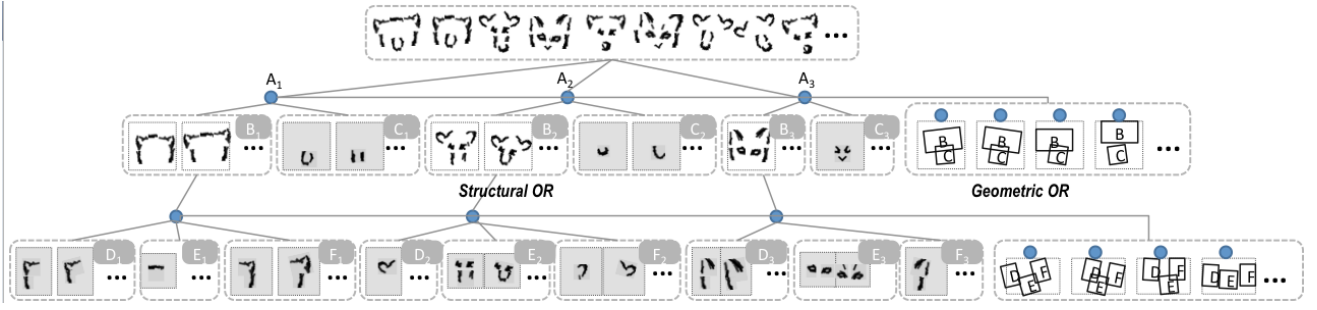 ...
A1 A2 A3
B1 ... C1 ... B2 ... C2 ... B3 ... C3 ... B C B C B C B C ...
Structural OR Geometric OR
D1 ... E1 F1 ... D2 ... E2 ... F2 ... D3 ... E3 ... F3 ... D E F D E F D E F D E F ...